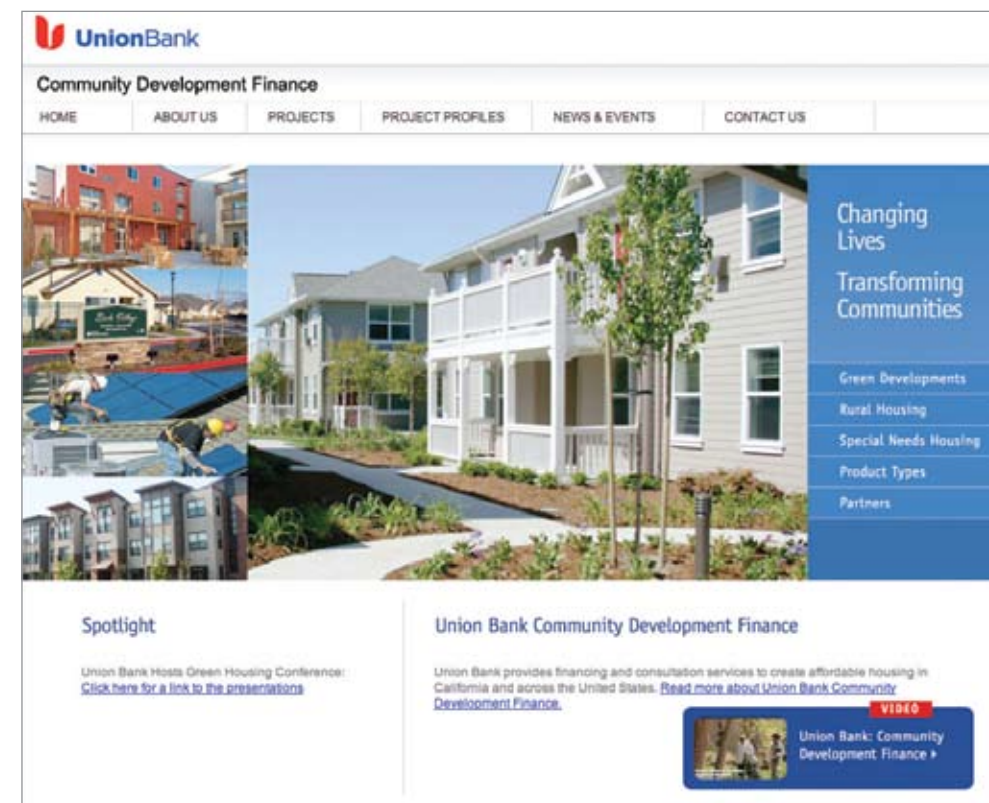 UnionBank
Community Development Finance
HOME ABOUT US PROJECTS PROJECT PROFILES NEWS & EVENTS CONTACT US
Changing
Lives
Transforming
Communities
Green Developments
Rural Housing
Special Needs Housing
Product Types
Partners
Spotlight
Union Bank Hosts Green Housing Conference:
Click here for a link to the presentations
Union Bank Community Development Finance
Union Bank provides financing and consultation services to create affordable housing in
California and across the United States. Read more about Union Bank Community
Development Finance.
VIDEO
Union Bank: Community
Development Finance